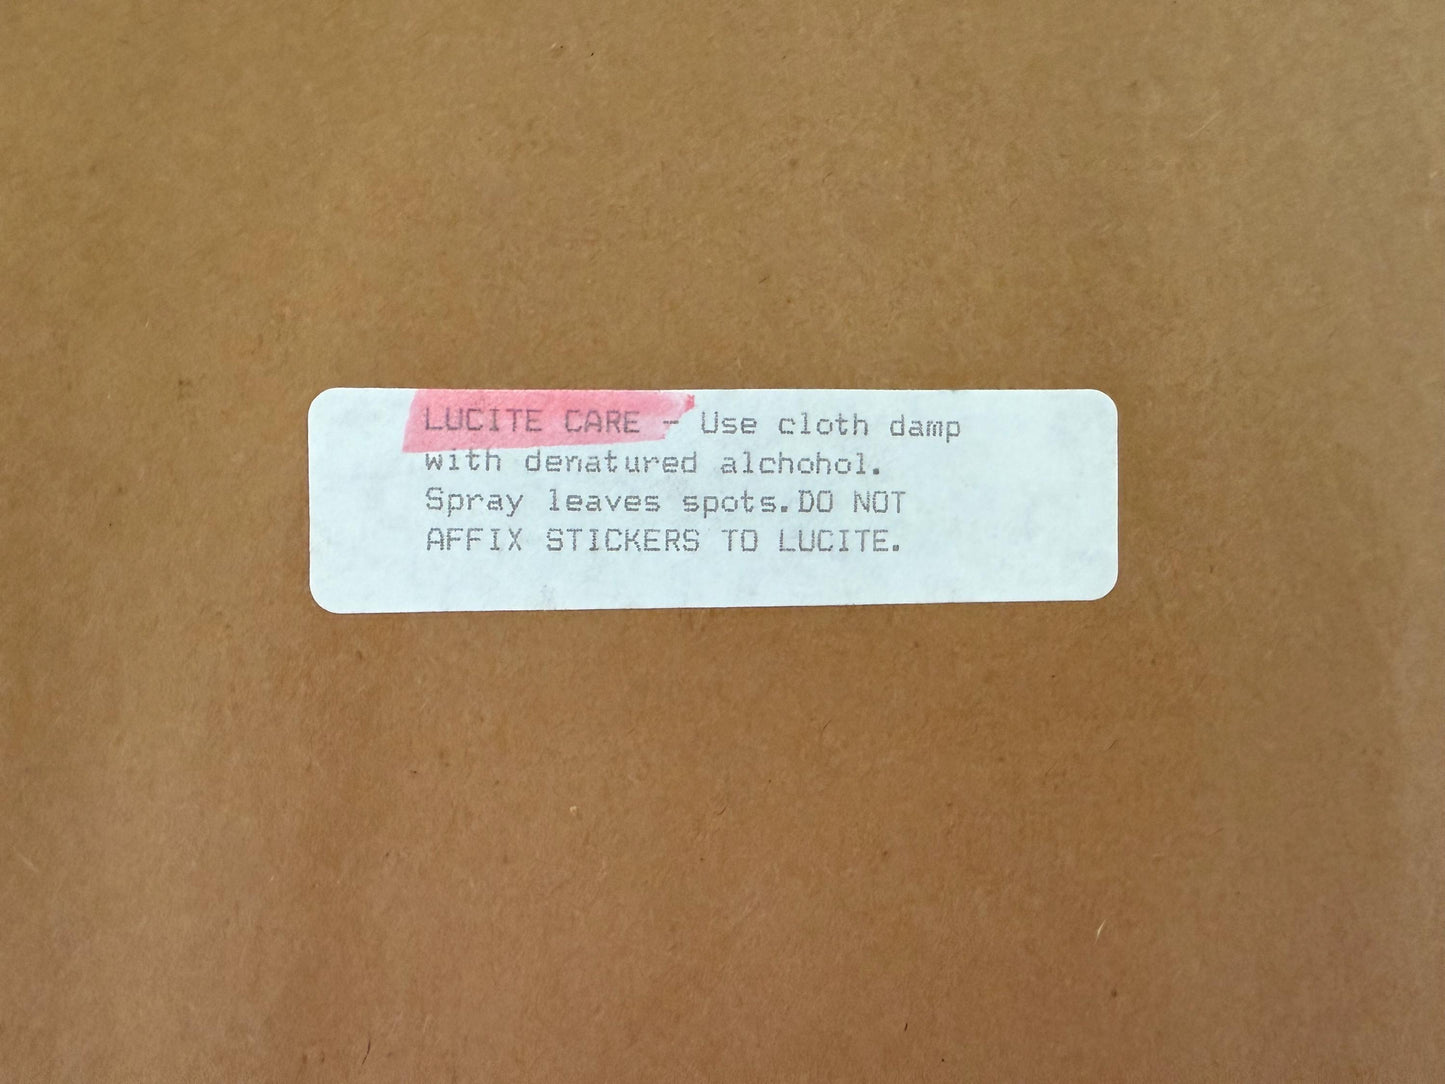 LUCITE CARE - Use cloth damp
with denatured alchohol.
Spray leaves spots.DO NOT
AFFIX STICKERS TO LUCITE.